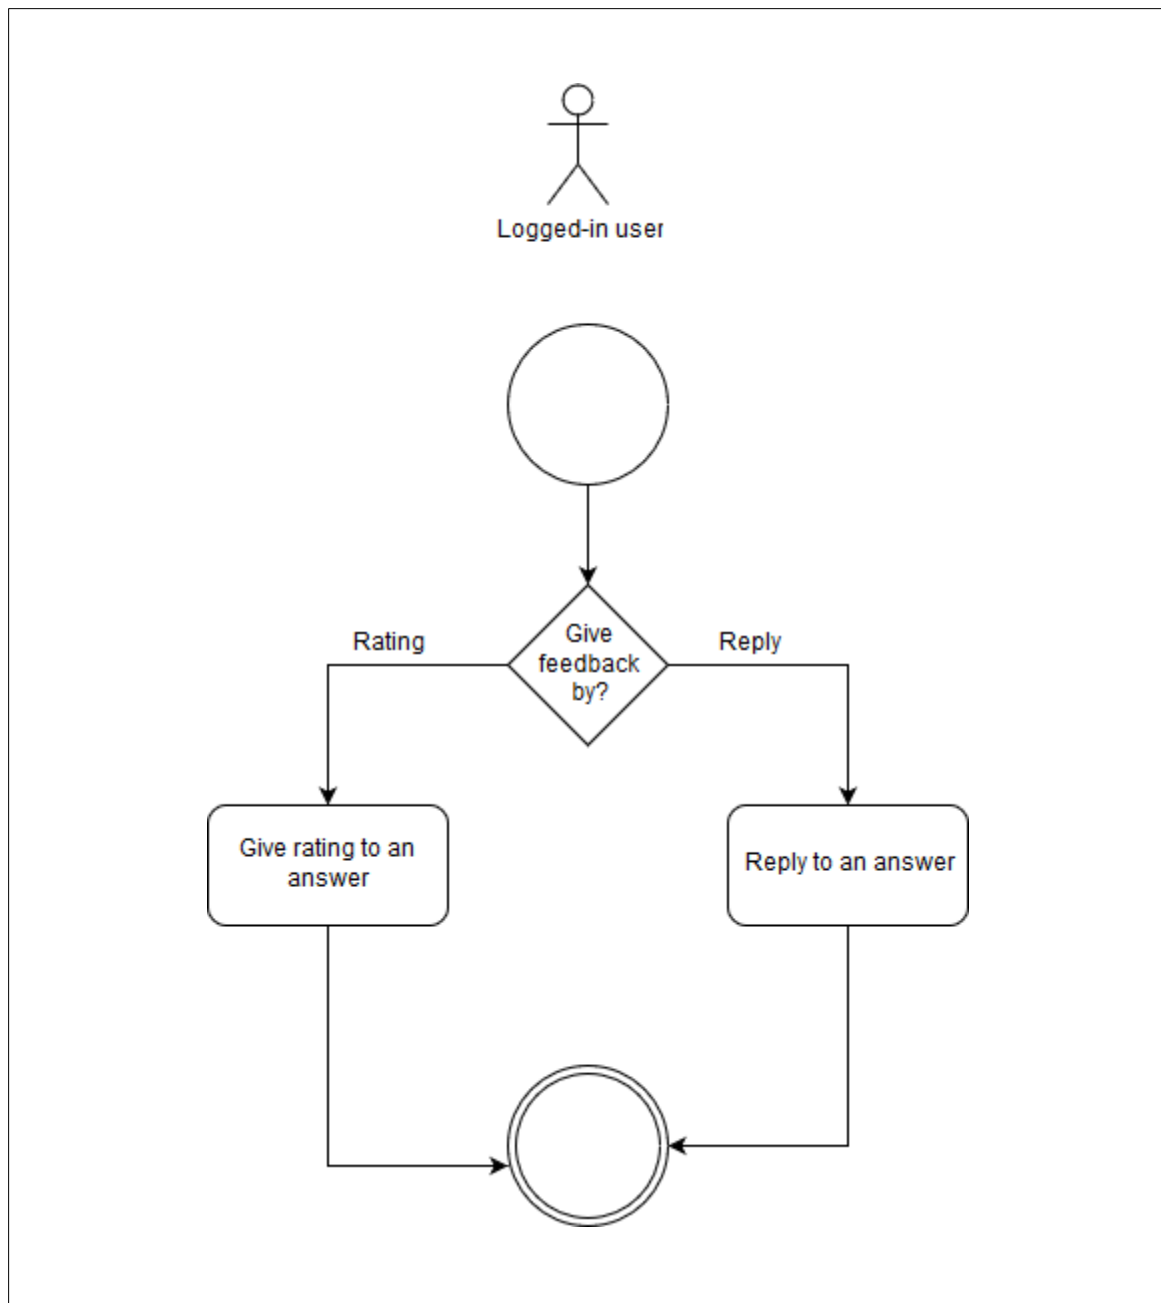 Logged-in user
Rating
Give
feedback
by?
Reply
Give rating to an
answer
Reply to an answer